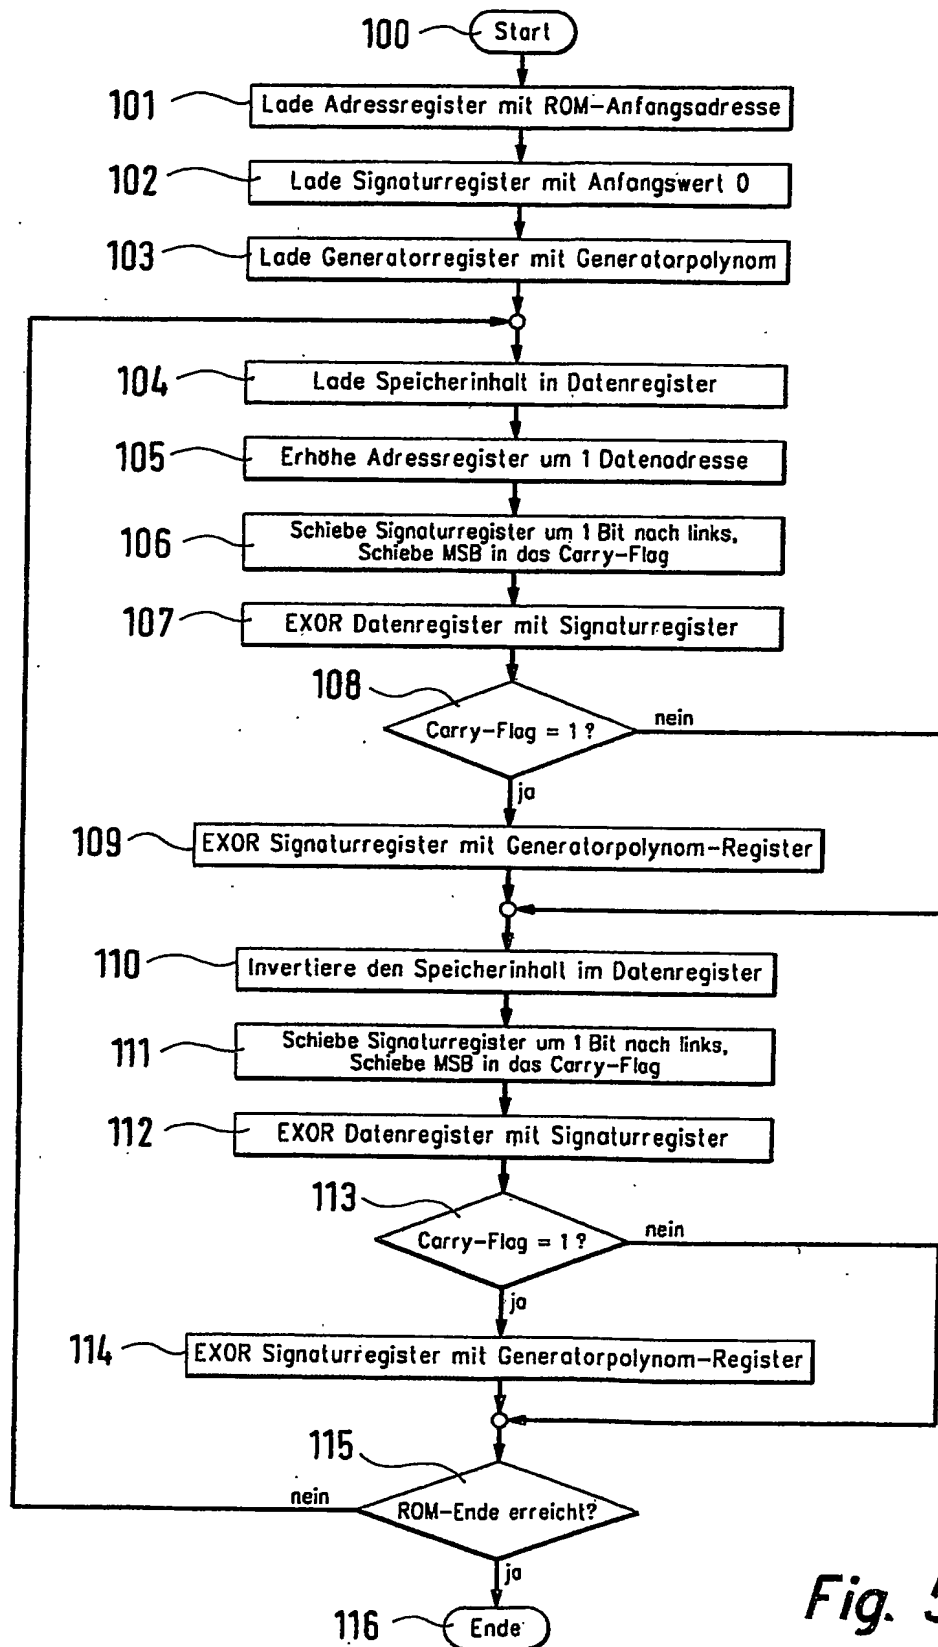 100 Start
101 Lade Adressregister mit ROM-Anfangsadresse
102 Lade Signaturregister mit Anfangswert 0
103 Lade Generatorregister mit Generatorpolynom
104 Lade Speicherinhalt in Datenregister
105 Erhöhe Adressregister um 1 Datenadresse
106 Schiebe Signaturregister um 1 Bit nach links,
Schiebe MSB in das Carry-Flag
107 EXOR Datenregister mit Signaturregister
108 Carry-Flag = 1 ? nein
ja
109 EXOR Signaturregister mit Generatorpolynom-Register
110 Invertiere den Speicherinhalt im Datenregister
111 Schiebe Signaturregister um 1 Bit nach links,
Schiebe MSB in das Carry-Flag
112 EXOR Datenregister mit Signaturregister
113 Carry-Flag = 1 ? nein
ja
114 EXOR Signaturregister mit Generatorpolynom-Register
115
nein ROM-Ende erreicht?
ja
116 Ende
Fig. 5